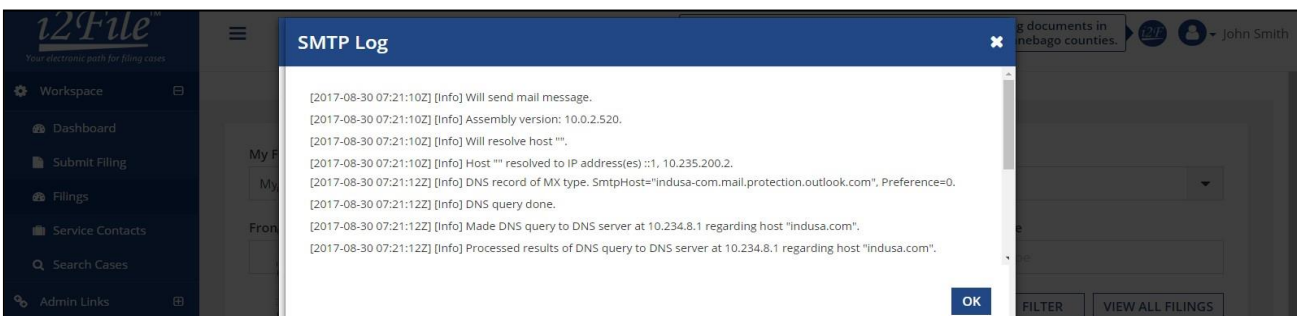 i2File™
Your electronic path for filing cases
g documents in
nebago counties.
i2F
John Smith
SMTP Log
Workspace
Dashboard
Submit Filing
Filings
Service Contacts
Search Cases
Admin Links
My F
My
Fron
[2017-08-30 07:21:10Z] [Info] Will send mail message.
[2017-08-30 07:21:10Z] [Info] Assembly version: 10.0.2.520.
[2017-08-30 07:21:10Z] [Info] Will resolve host "".
[2017-08-30 07:21:10Z] [Info] Host "" resolved to IP address(es) ::1, 10.235.200.2.
[2017-08-30 07:21:12Z] [Info] DNS record of MX type. SmtpHost="indusa-com.mail.protection.outlook.com", Preference=0.
[2017-08-30 07:21:12Z] [Info] DNS query done.
[2017-08-30 07:21:12Z] [Info] Made DNS query to DNS server at 10.234.8.1 regarding host "indusa.com".
[2017-08-30 07:21:12Z] [Info] Processed results of DNS query to DNS server at 10.234.8.1 regarding host "indusa.com".
OK
FILTER
VIEW ALL FILINGS